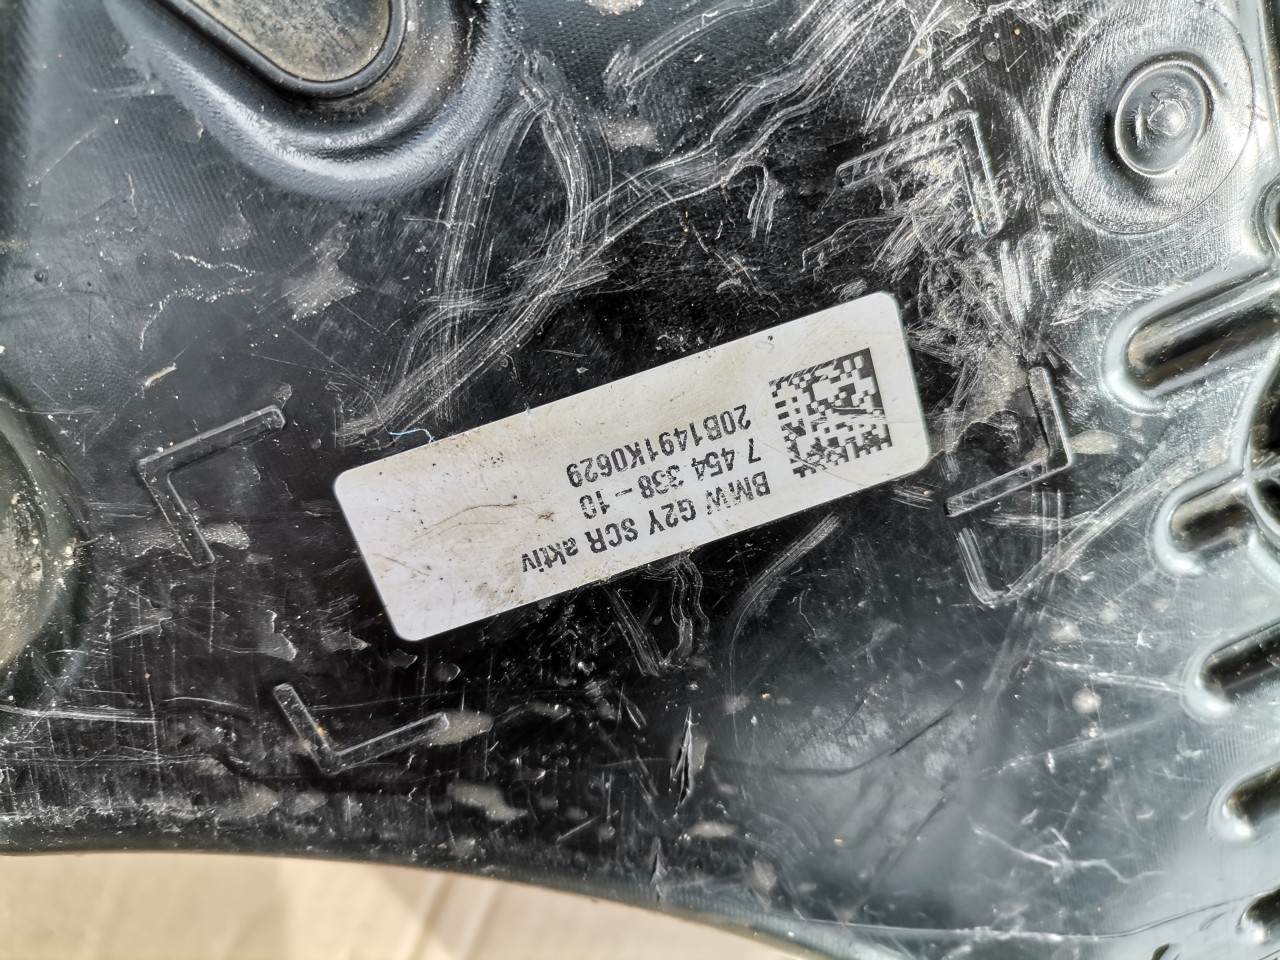 BMW G2Y SCR aktiv
7 454 338 - 10
20B1491K0629